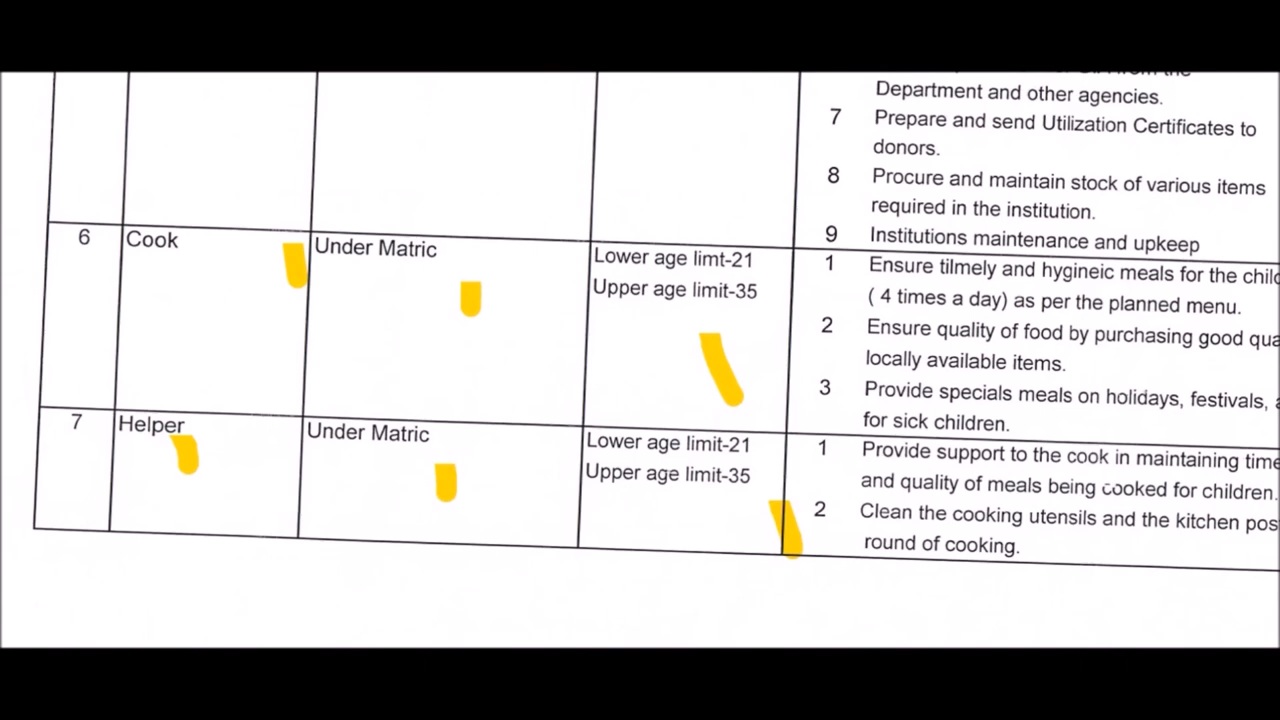 Department and other agencies.
7 Prepare and send Utilization Certificates to
donors.
8 Procure and maintain stock of various items
required in the institution.
9 Institutions maintenance and upkeep
6 Cook Under Matric Lower age limt-21
Upper age limit-35
1 Ensure tilmely and hygineic meals for the chil
( 4 times a day) as per the planned menu.
2 Ensure quality of food by purchasing good qua
locally available items.
3 Provide specials meals on holidays, festivals,
for sick children.
7 Helper Under Matric Lower age limit-21
Upper age limit-35
1 Provide support to the cook in maintaining time
and quality of meals being cooked for children.
2 Clean the cooking utensils and the kitchen pos
round of cooking.